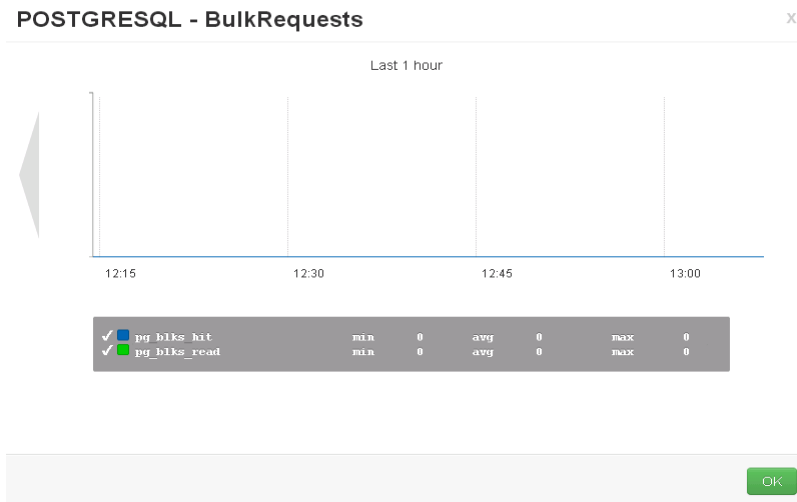 POSTGRESQL - BulkRequests x
Last 1 hour
12:15 12:30 12:45 13:00
pg_blks_hit min 0 avg 0 max 0
pg_blks_read min 0 avg 0 max 0
OK